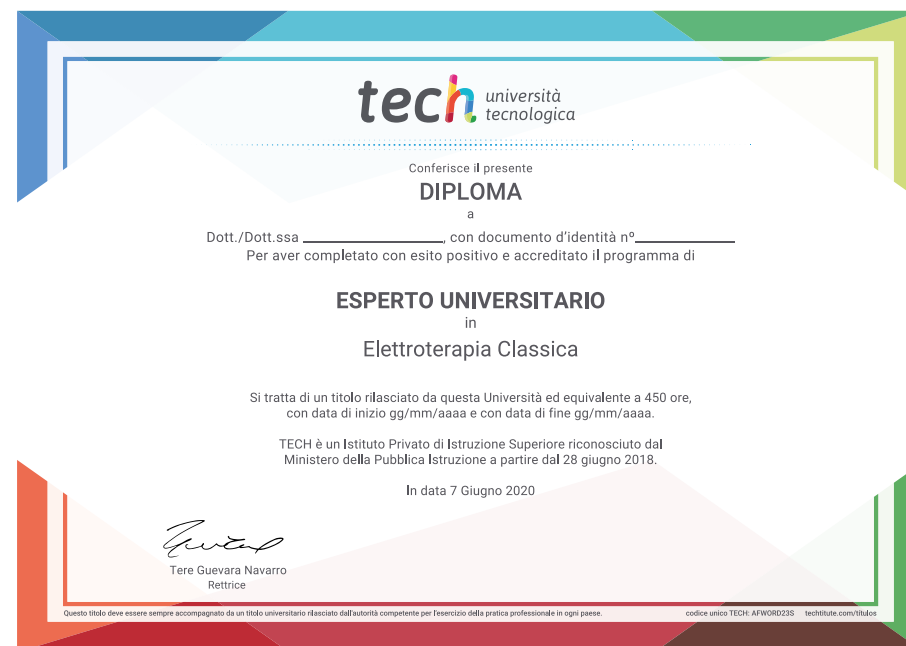 tech università
tecnologica
Conferisce il presente
DIPLOMA
a
Dott./Dott.ssa ____________________, con documento d'identità nº______________
Per aver completato con esito positivo e accreditato il programma di
ESPERTO UNIVERSITARIO
in
Elettroterapia Classica
Si tratta di un titolo rilasciato da questa Università ed equivalente a 450 ore,
con data di inizio gg/mm/aaaa e con data di fine gg/mm/aaaa.
TECH è un Istituto Privato di Istruzione Superiore riconosciuto dal
Ministero della Pubblica Istruzione a partire dal 28 giugno 2018.
In data 7 Giugno 2020
Tere Guevara Navarro
Rettrice
Questo titolo deve essere sempre accompagnato da un titolo universitario rilasciato dall'autorità competente per l'esercizio della pratica professionale in ogni paese.
codice unico TECH: AFWORD23S techtitute.com/títulos